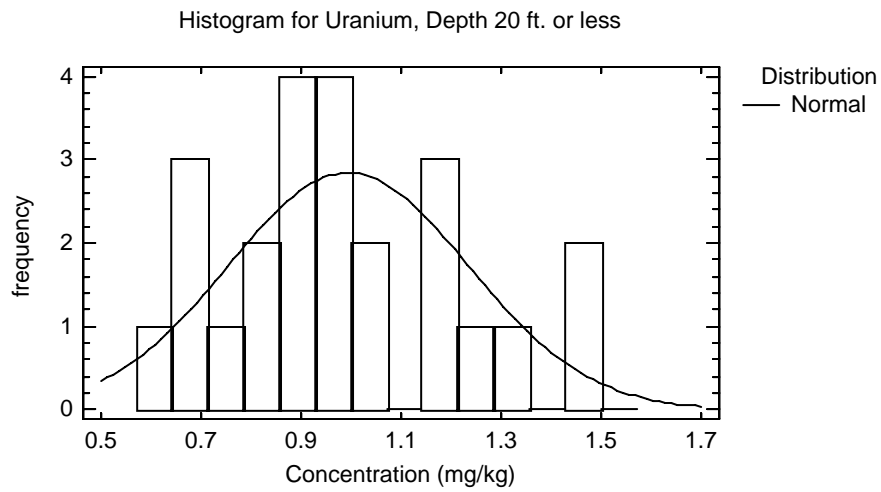 Histogram for Uranium, Depth 20 ft. or less
Distribution
Normal
frequency
4
3
2
1
0
0.5 0.7 0.9 1.1 1.3 1.5 1.7
Concentration (mg/kg)